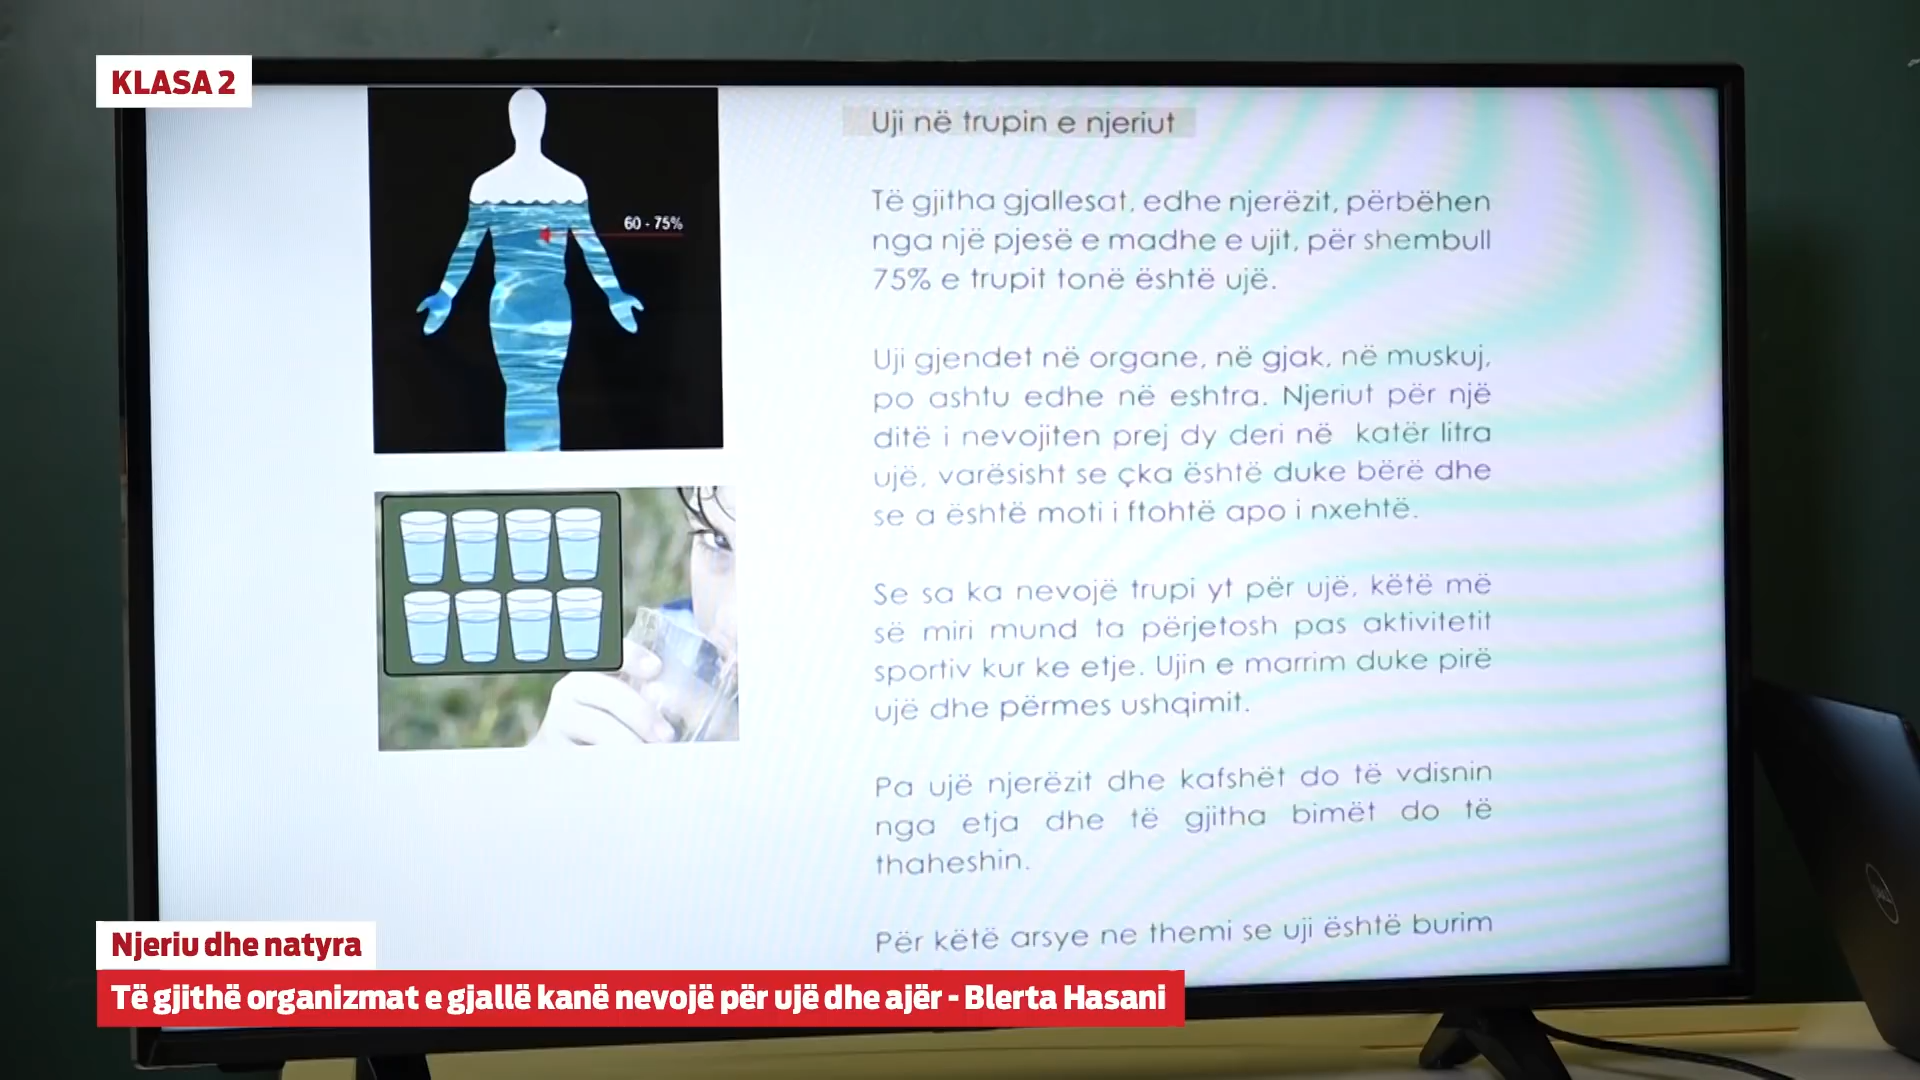 KLASA 2
60 - 75%
Uji në trupin e njeriut
Të gjitha gjallesat, edhe njerëzit, përbëhen
nga një pjesë e madhe e ujit, për shembull
75% e trupit tonë është ujë.
Uji gjendet në organe, në gjak, në muskuj,
po ashtu edhe në eshtra. Njeriut për një
ditë i nevojiten prej dy deri në katër litra
ujë, varësisht se çka është duke bërë dhe
se a është moti i ftohtë apo i nxehtë.
Se sa ka nevojë trupi yt për ujë, këtë më
së miri mund ta përjetosh pas aktivitetit
sportiv kur ke etje. Ujin e marrim duke pirë
ujë dhe përmes ushqimit.
Pa ujë njerëzit dhe kafshët do të vdisnin
nga etja dhe të gjitha bimët do të
thaheshin.
Për këtë arsye ne themi se uji është burim
Njeriu dhe natyra
Të gjithë organizmat e gjallë kanë nevojë për ujë dhe ajër - Blerta Hasani
DELL